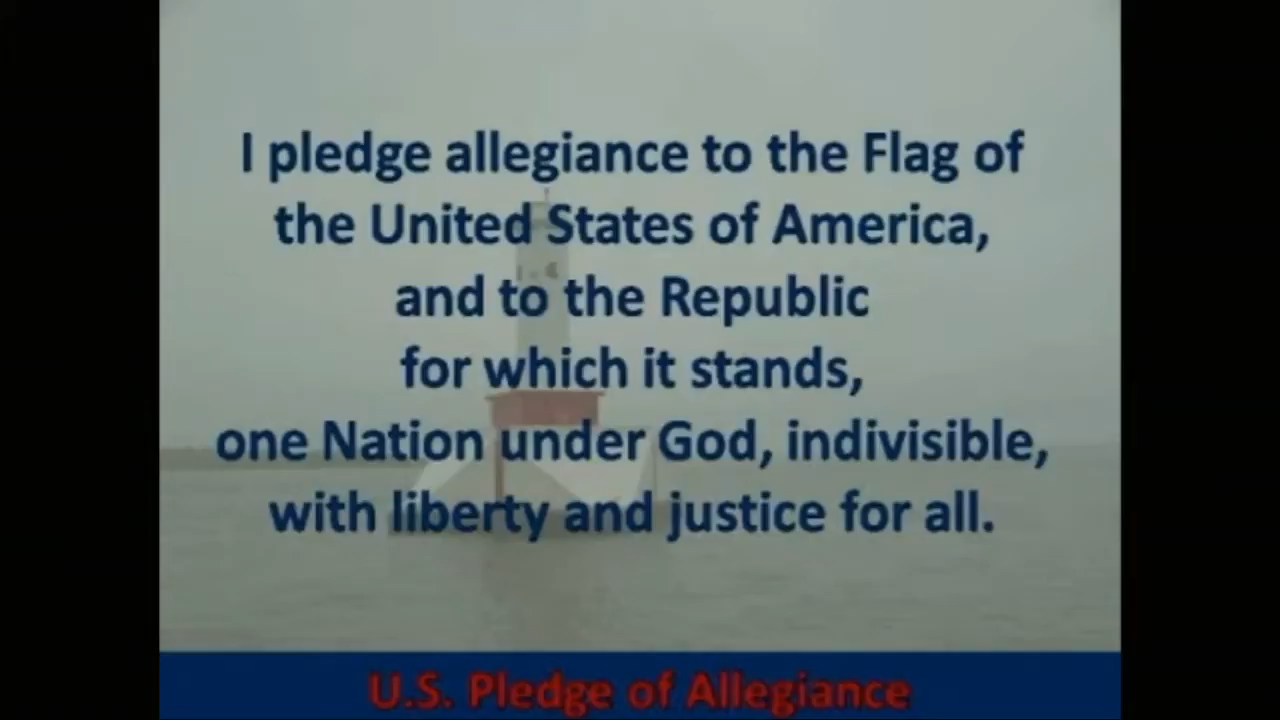 I pledge allegiance to the Flag of
the United States of America,
and to the Republic
for which it stands,
one Nation under God, indivisible,
with liberty and justice for all.
U.S. Pledge of Allegiance